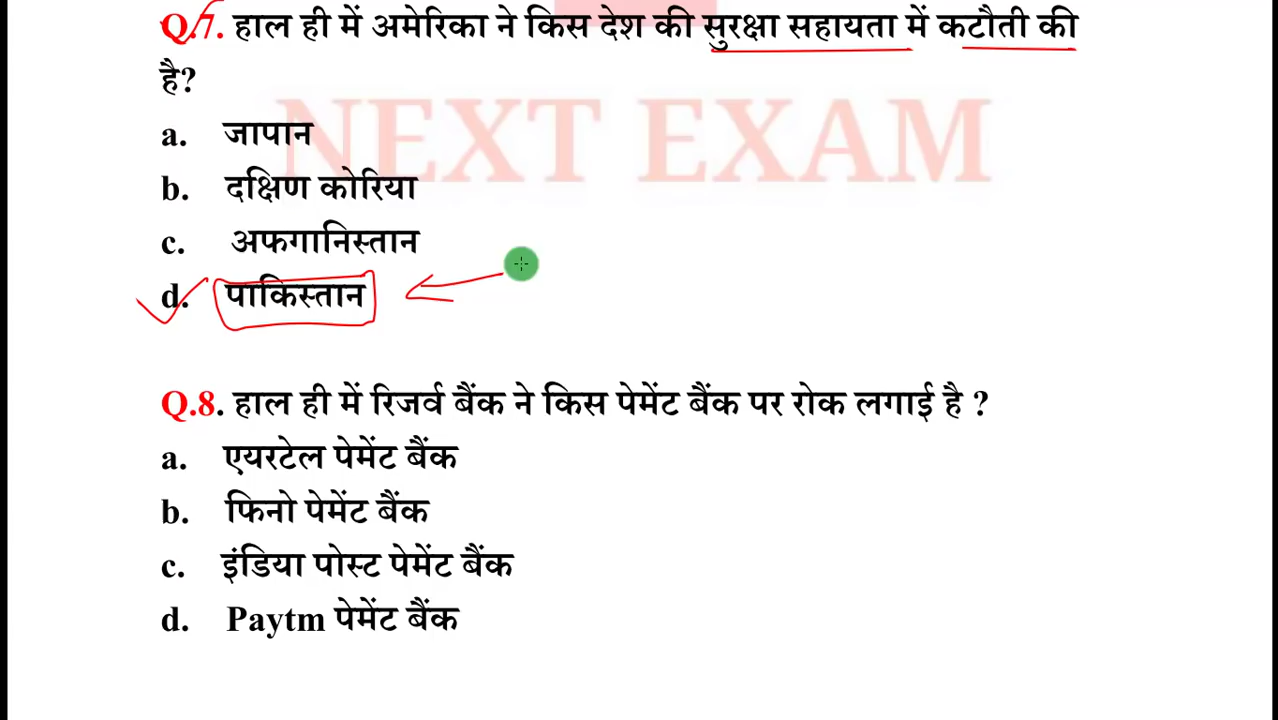 Q.7. हाल ही में अमेरिका ने किस देश की सुरक्षा सहायता में कटौती की
है?
NEXT EXAM
a. जापान
b. दक्षिण कोरिया
c. अफगानिस्तान
d. पाकिस्तान
Q.8. हाल ही में रिजर्व बैंक ने किस पेमेंट बैंक पर रोक लगाई है ?
a. एयरटेल पेमेंट बैंक
b. फिनो पेमेंट बैंक
c. इंडिया पोस्ट पेमेंट बैंक
d. Paytm पेमेंट बैंक